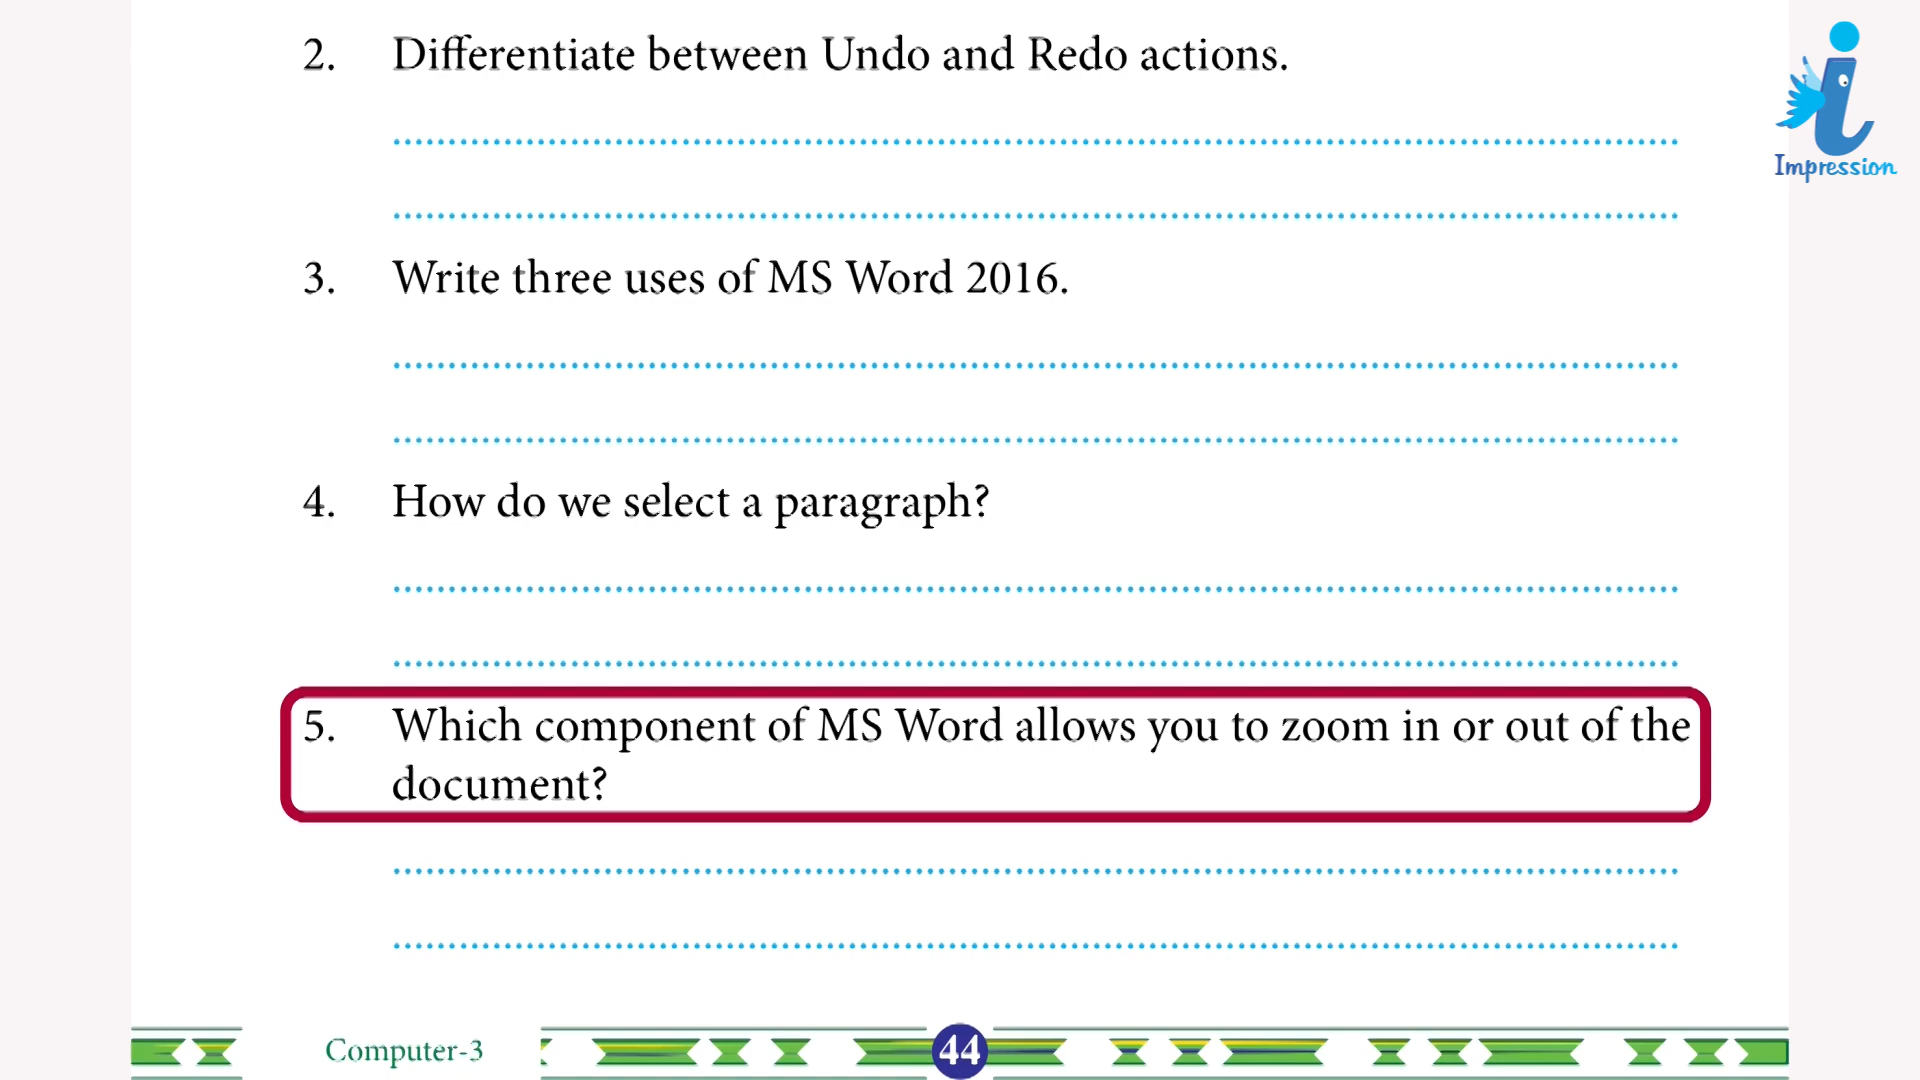 2. Differentiate between Undo and Redo actions.
Impression
3. Write three uses of MS Word 2016.
4. How do we select a paragraph?
5. Which component of MS Word allows you to zoom in or out of the
document?
Computer-3
44